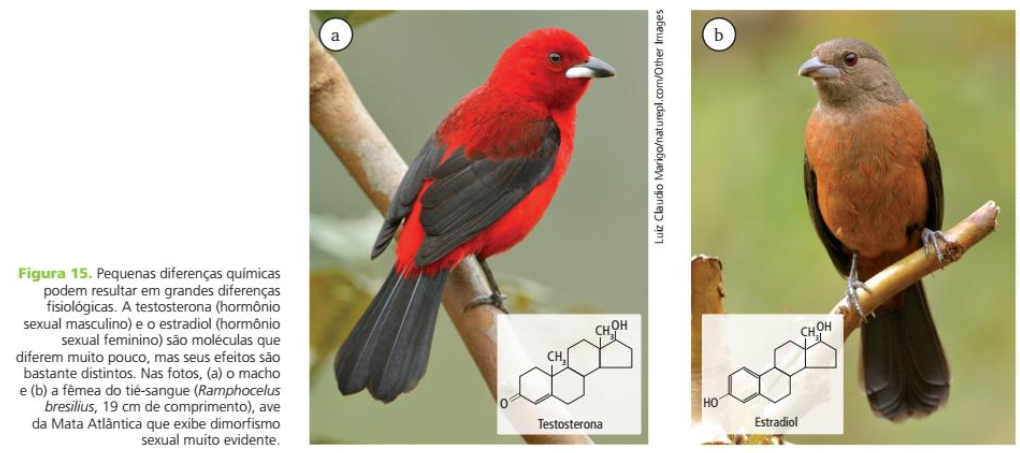 Figura 15. Pequenas diferenças químicas
podem resultar em grandes diferenças
fisiológicas. A testosterona (hormônio
sexual masculino) e o estradiol (hormônio
sexual feminino) são moléculas que
diferem muito pouco, mas seus efeitos são
bastante distintos. Nas fotos, (a) o macho
e (b) a fêmea do tié-sangue (Ramphocelus
bresilius, 19 cm de comprimento), ave
da Mata Atlântica que exibe dimorfismo
sexual muito evidente.
a
Luiz Claudio Marigo/naturepl.com/Other Images
CH3
OH
CH3
O
Testosterona
b
CH3
OH
HO
Estradiol